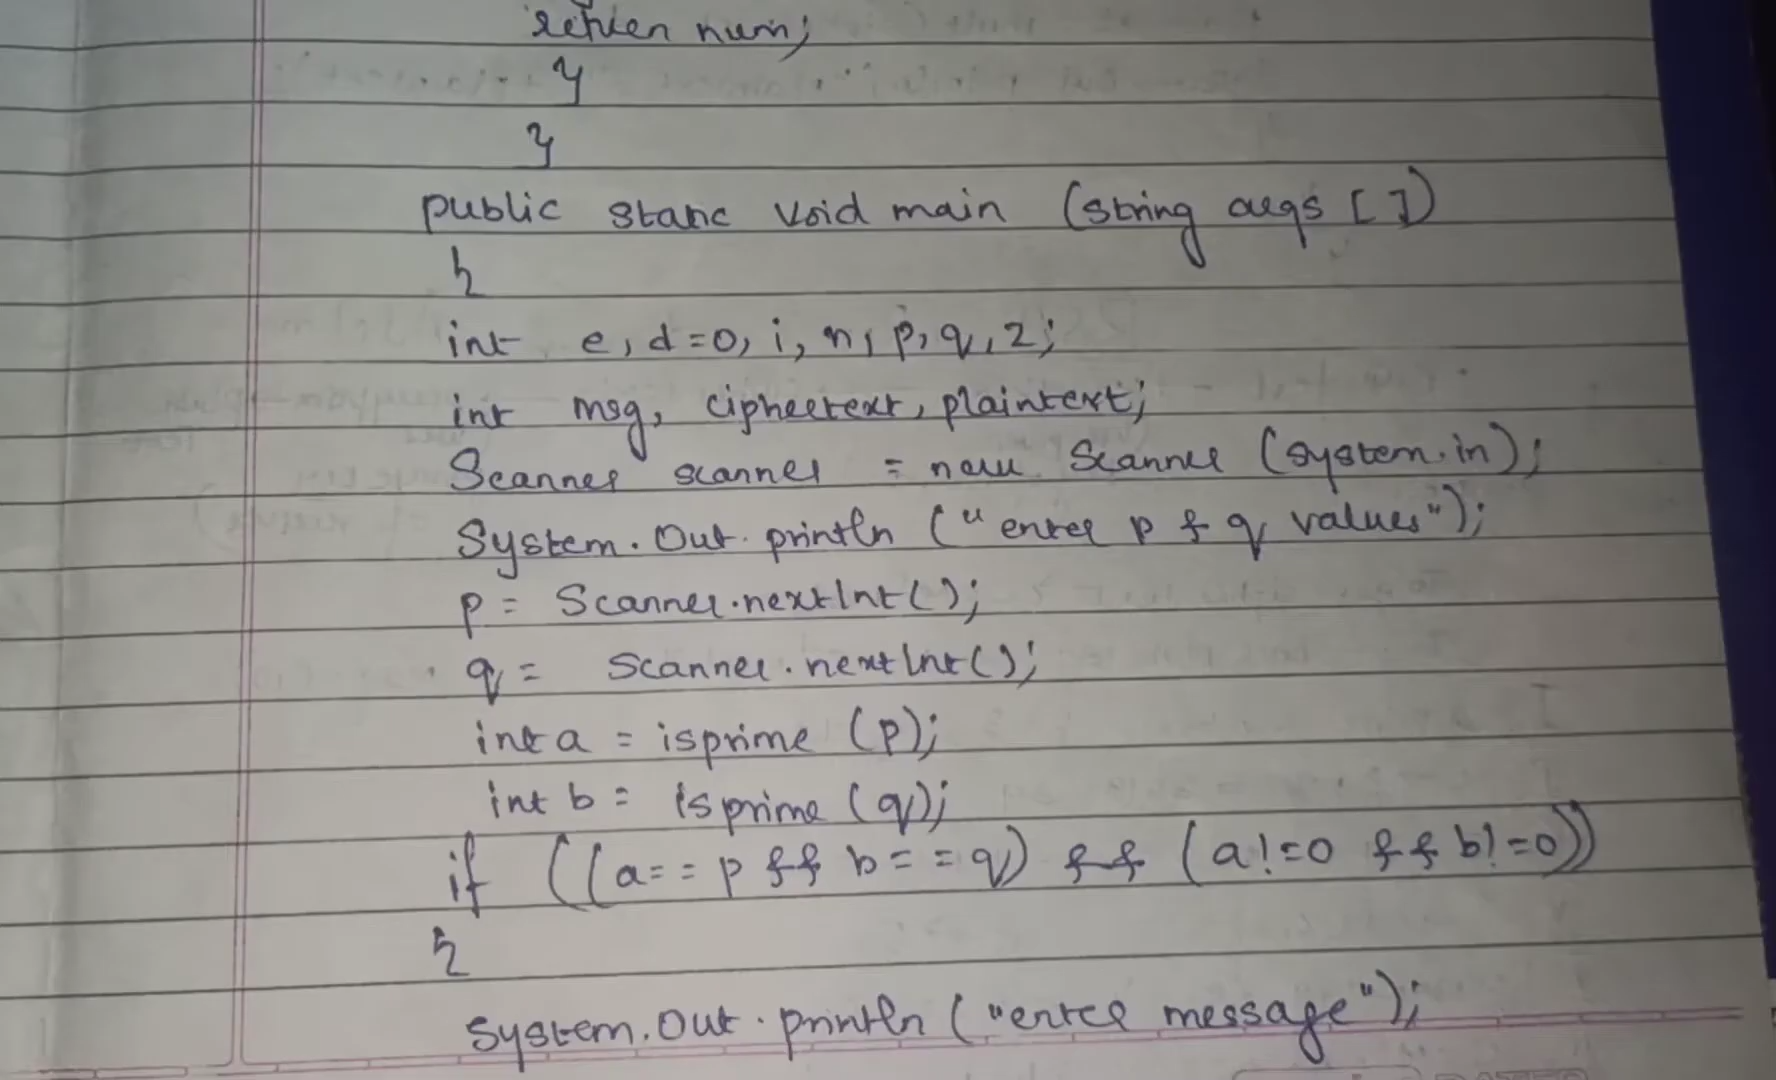 return num;
}
}
public static void main (string args [ ])
{
int e, d=0, i, n, p, q, z;
int msg, ciphertext, plaintext;
Scanner scanner = new Scanner (system.in);
System.Out.println ("enter p & q values");
p = Scanner.nextInt();
q = Scanner.nextInt();
int a = isprime (p);
int b = isprime (q);
if ((a==p && b==q) && (a!=0 && b!=0))
{
System.Out.println ("enter message");